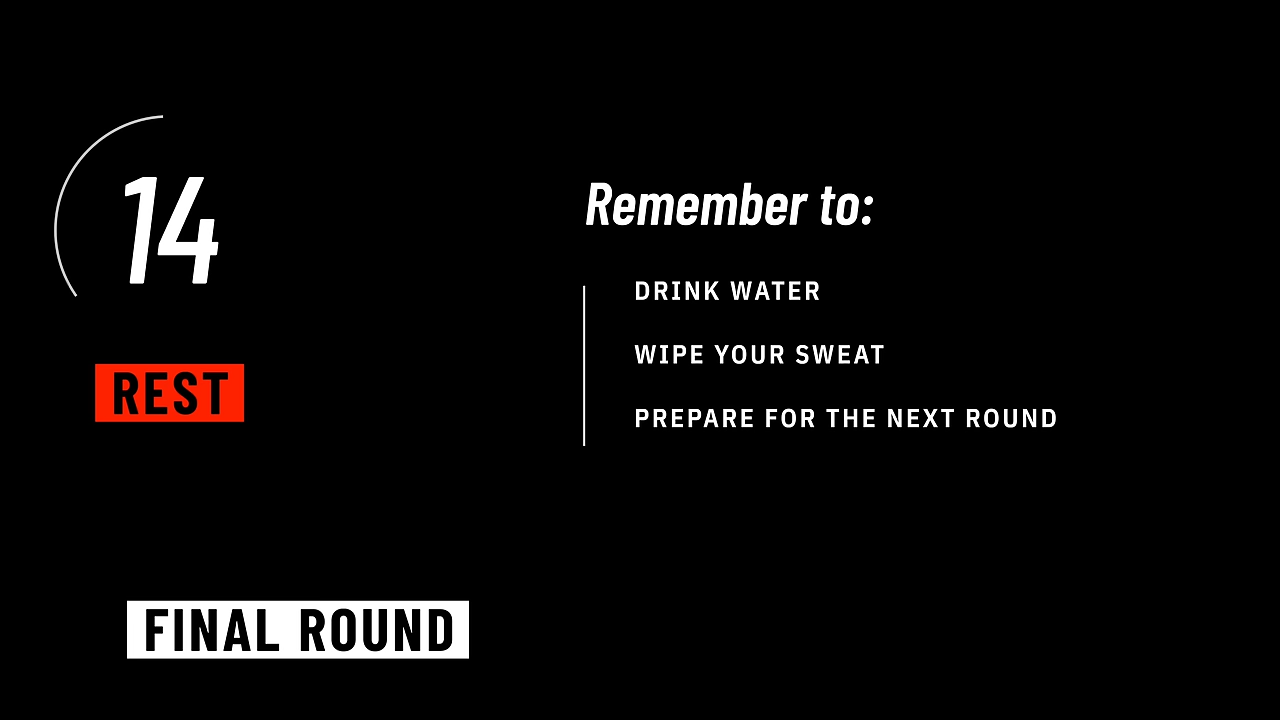 14
REST
Remember to:
DRINK WATER
WIPE YOUR SWEAT
PREPARE FOR THE NEXT ROUND
FINAL ROUND